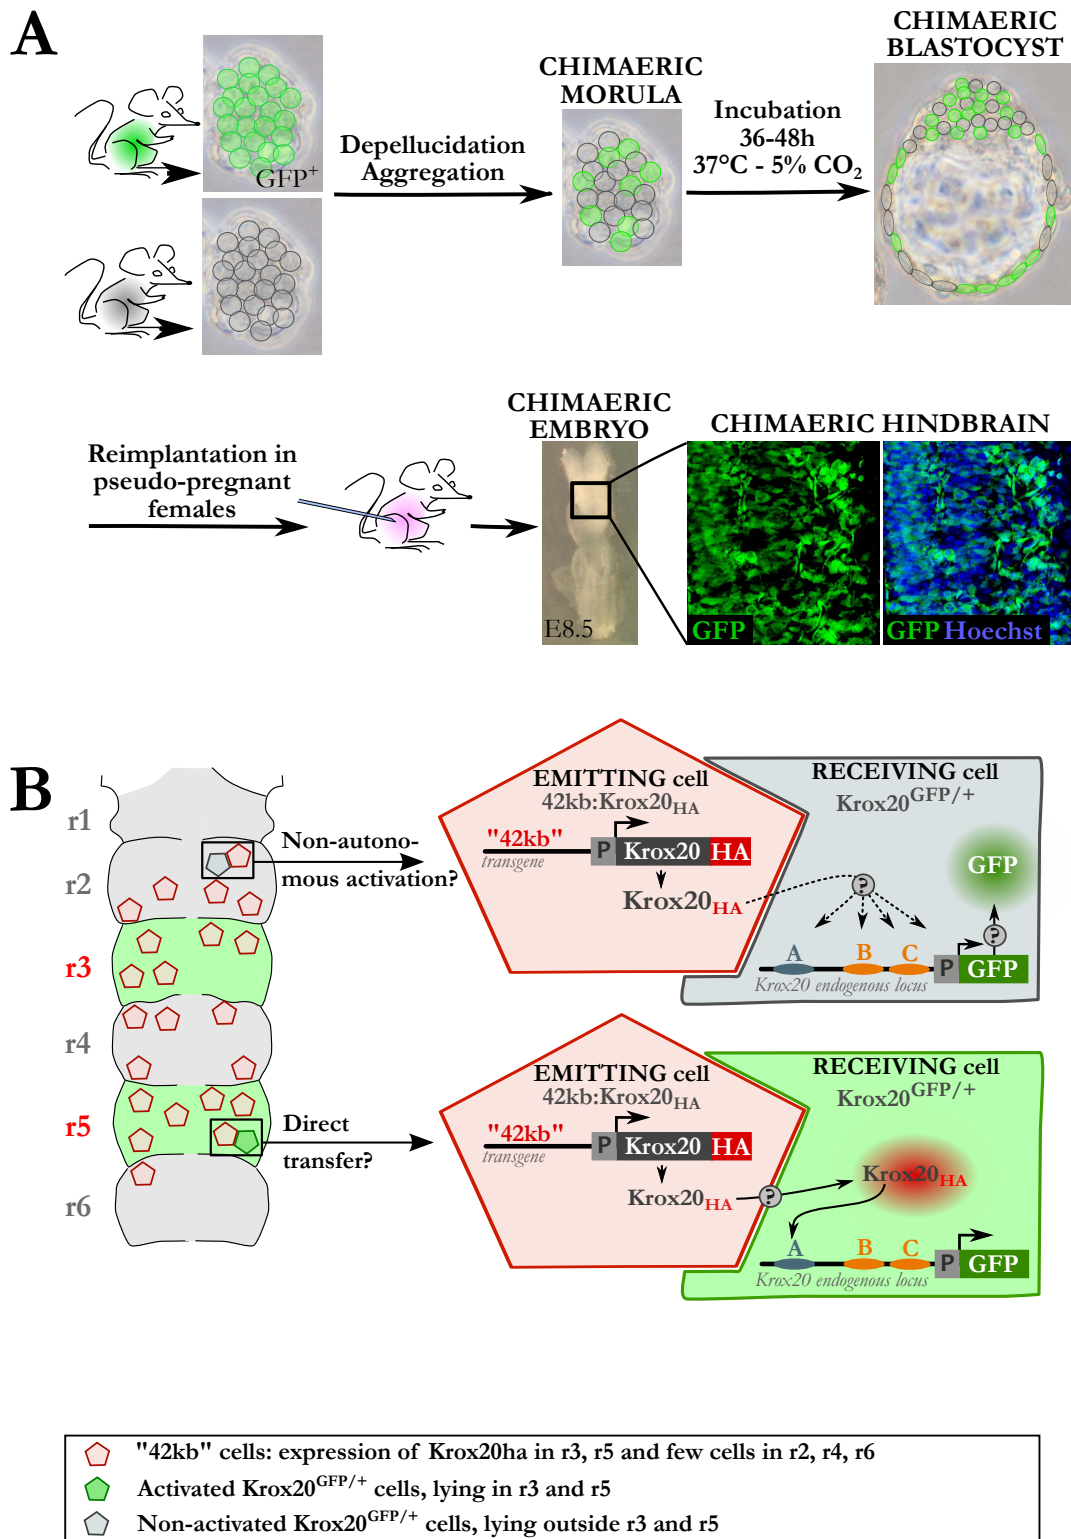 A
GFP+
Depellucidation
Aggregation
CHIMAERIC
MORULA
Incubation
36-48h
37°C - 5% CO2
CHIMAERIC
BLASTOCYST
Reimplantation in
pseudo-pregnant
females
CHIMAERIC
EMBRYO
E8.5
CHIMAERIC HINDBRAIN
GFP
GFP Hoechst
B
r1
r2
r3
r4
r5
r6
Non-autono-
mous activation?
EMITTING cell
42kb:Krox20HA
"42kb"
transgene
P Krox20 HA
Krox20HA
RECEIVING cell
Krox20GFP/+
GFP
?
?
A B C
P GFP
Krox20 endogenous locus
Direct
transfer?
EMITTING cell
42kb:Krox20HA
"42kb"
transgene
P Krox20 HA
Krox20HA
?
RECEIVING cell
Krox20GFP/+
Krox20HA
A B C
P GFP
Krox20 endogenous locus
"42kb" cells: expression of Krox20ha in r3, r5 and few cells in r2, r4, r6
Activated Krox20GFP/+ cells, lying in r3 and r5
Non-activated Krox20GFP/+ cells, lying outside r3 and r5